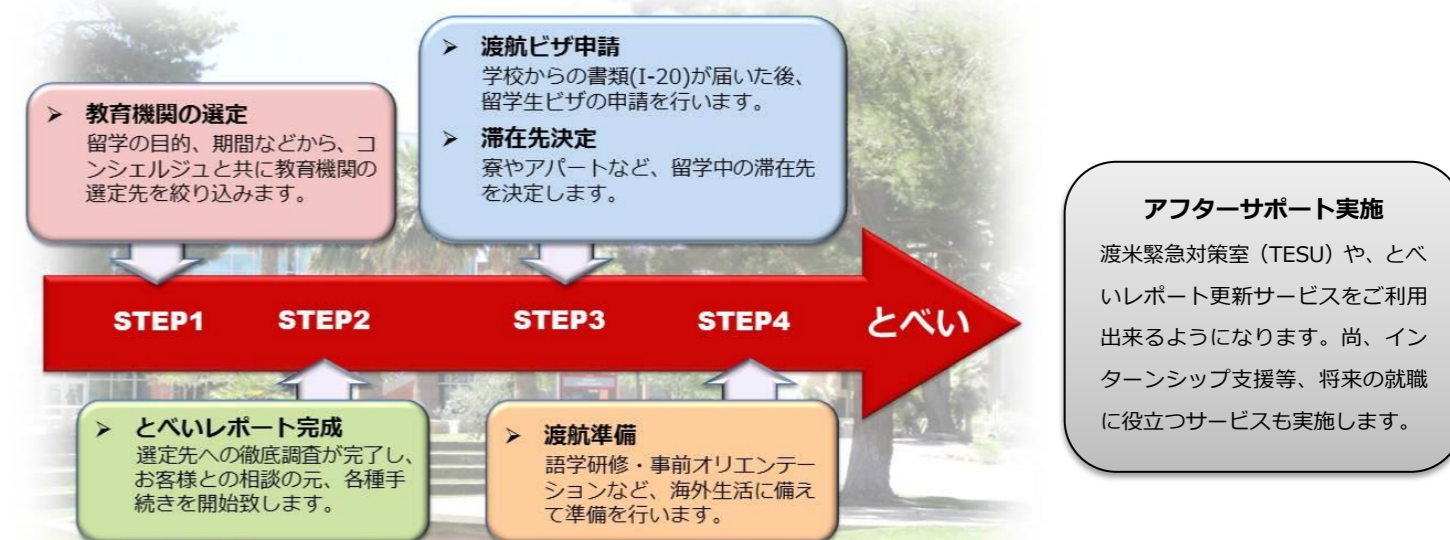 ➢ 教育機関の選定
留学の目的、期間などから、コ
ンシェルジュと共に教育機関の
選定先を絞り込みます。
➢ 渡航ビザ申請
学校からの書類(I-20)が届いた後、
留学生ビザの申請を行います。
➢ 滞在先決定
寮やアパートなど、留学中の滞在先
を決定します。
STEP1 STEP2 STEP3 STEP4 とべい
➢ とべいレポート完成
選定先への徹底調査が完了し、
お客様との相談の元、各種手
続きを開始致します。
➢ 渡航準備
語学研修・事前オリエンテー
ションなど、海外生活に備え
て準備を行います。
アフターサポート実施
渡米緊急対策室（TESU）や、とべ
いレポート更新サービスをご利用
出来るようになります。尚、イン
ターンシップ支援等、将来の就職
に役立つサービスも実施します。